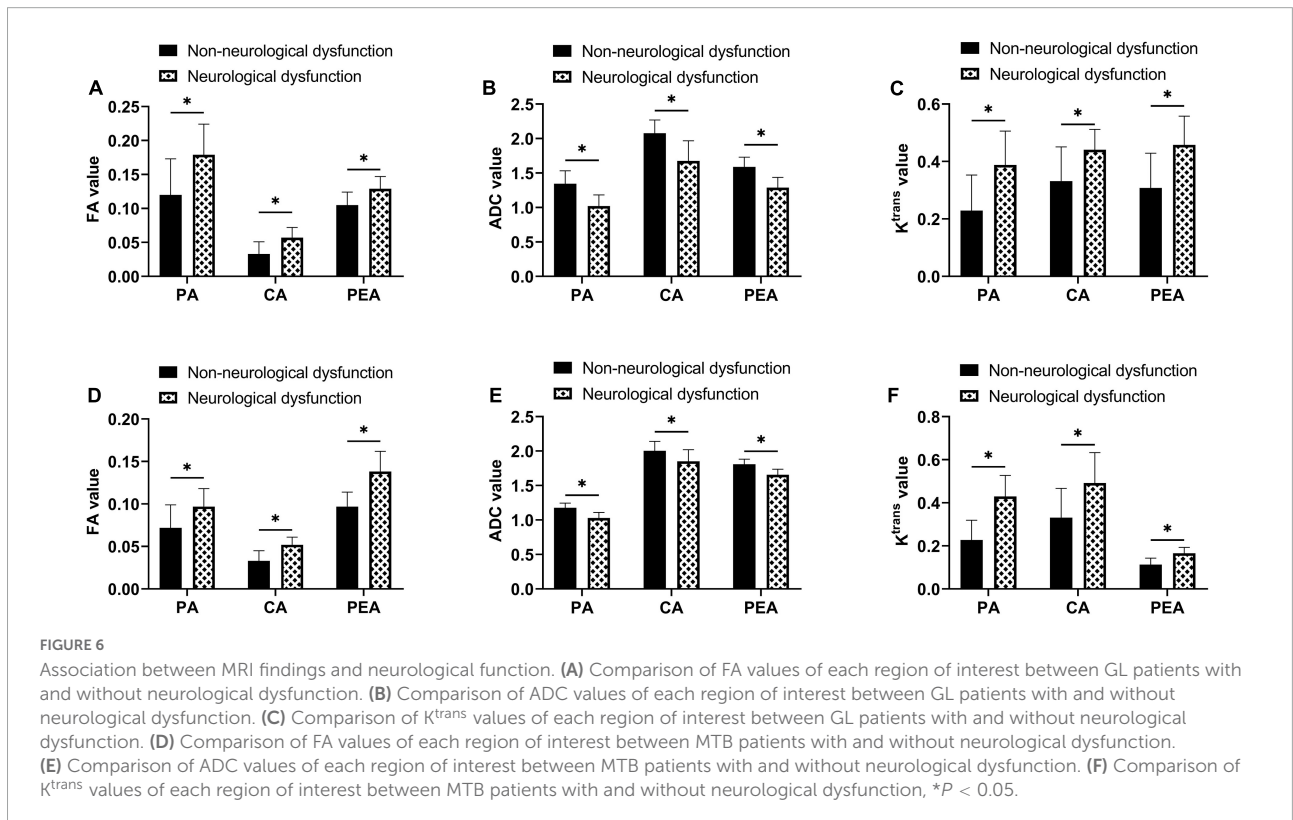 Non-neurological dysfunction
Neurological dysfunction
A
FA value
0.25
0.20
0.15
0.10
0.05
0.00
*
*
*
PA
CA
PEA
Non-neurological dysfunction
Neurological dysfunction
B
ADC value
2.5
2.0
1.5
1.0
0.5
0.0
*
*
*
PA
CA
PEA
Non-neurological dysfunction
Neurological dysfunction
C
Ktrans value
0.6
0.4
0.2
0.0
*
*
*
PA
CA
PEA
Non-neurological dysfunction
Neurological dysfunction
D
FA value
0.20
0.15
0.10
0.05
0.00
*
*
*
PA
CA
PEA
Non-neurological dysfunction
Neurological dysfunction
E
ADC value
2.5
2.0
1.5
1.0
0.5
0.0
*
*
*
PA
CA
PEA
Non-neurological dysfunction
Neurological dysfunction
F
Ktrans value
0.8
0.6
0.4
0.2
0.0
*
*
*
PA
CA
PEA
FIGURE 6
Association between MRI findings and neurological function. (A) Comparison of FA values of each region of interest between GL patients with
and without neurological dysfunction. (B) Comparison of ADC values of each region of interest between GL patients with and without
neurological dysfunction. (C) Comparison of Ktrans values of each region of interest between GL patients with and without neurological
dysfunction. (D) Comparison of FA values of each region of interest between MTB patients with and without neurological dysfunction.
(E) Comparison of ADC values of each region of interest between MTB patients with and without neurological dysfunction. (F) Comparison of
Ktrans values of each region of interest between MTB patients with and without neurological dysfunction, *P < 0.05.